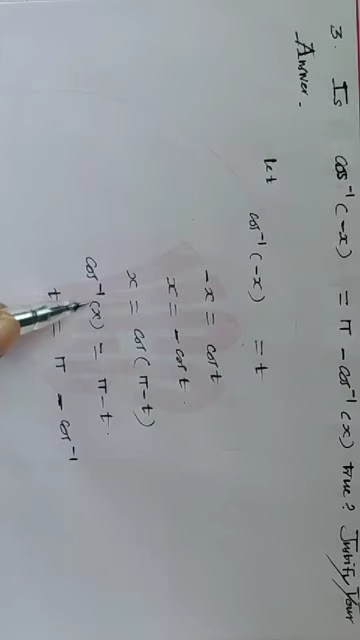 3. Is cos⁻¹(-x) = π - cos⁻¹(x) true? Justify Your
Answer.
let cos⁻¹(-x) = t
-x = cos t
x = - cos t.
x = cos(π-t)
cos⁻¹(x) = π-t.
t = π - cos⁻¹